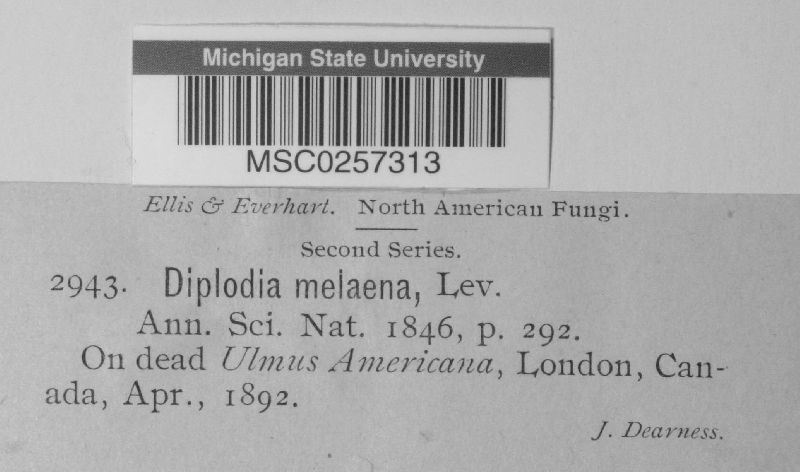 Michigan State University
MSC0257313
Ellis & Everhart. North American Fungi.
Second Series.
2943. Diplodia melaena, Lev.
Ann. Sci. Nat. 1846, p. 292.
On dead Ulmus Americana, London, Can-
ada, Apr., 1892.
J. Dearness.